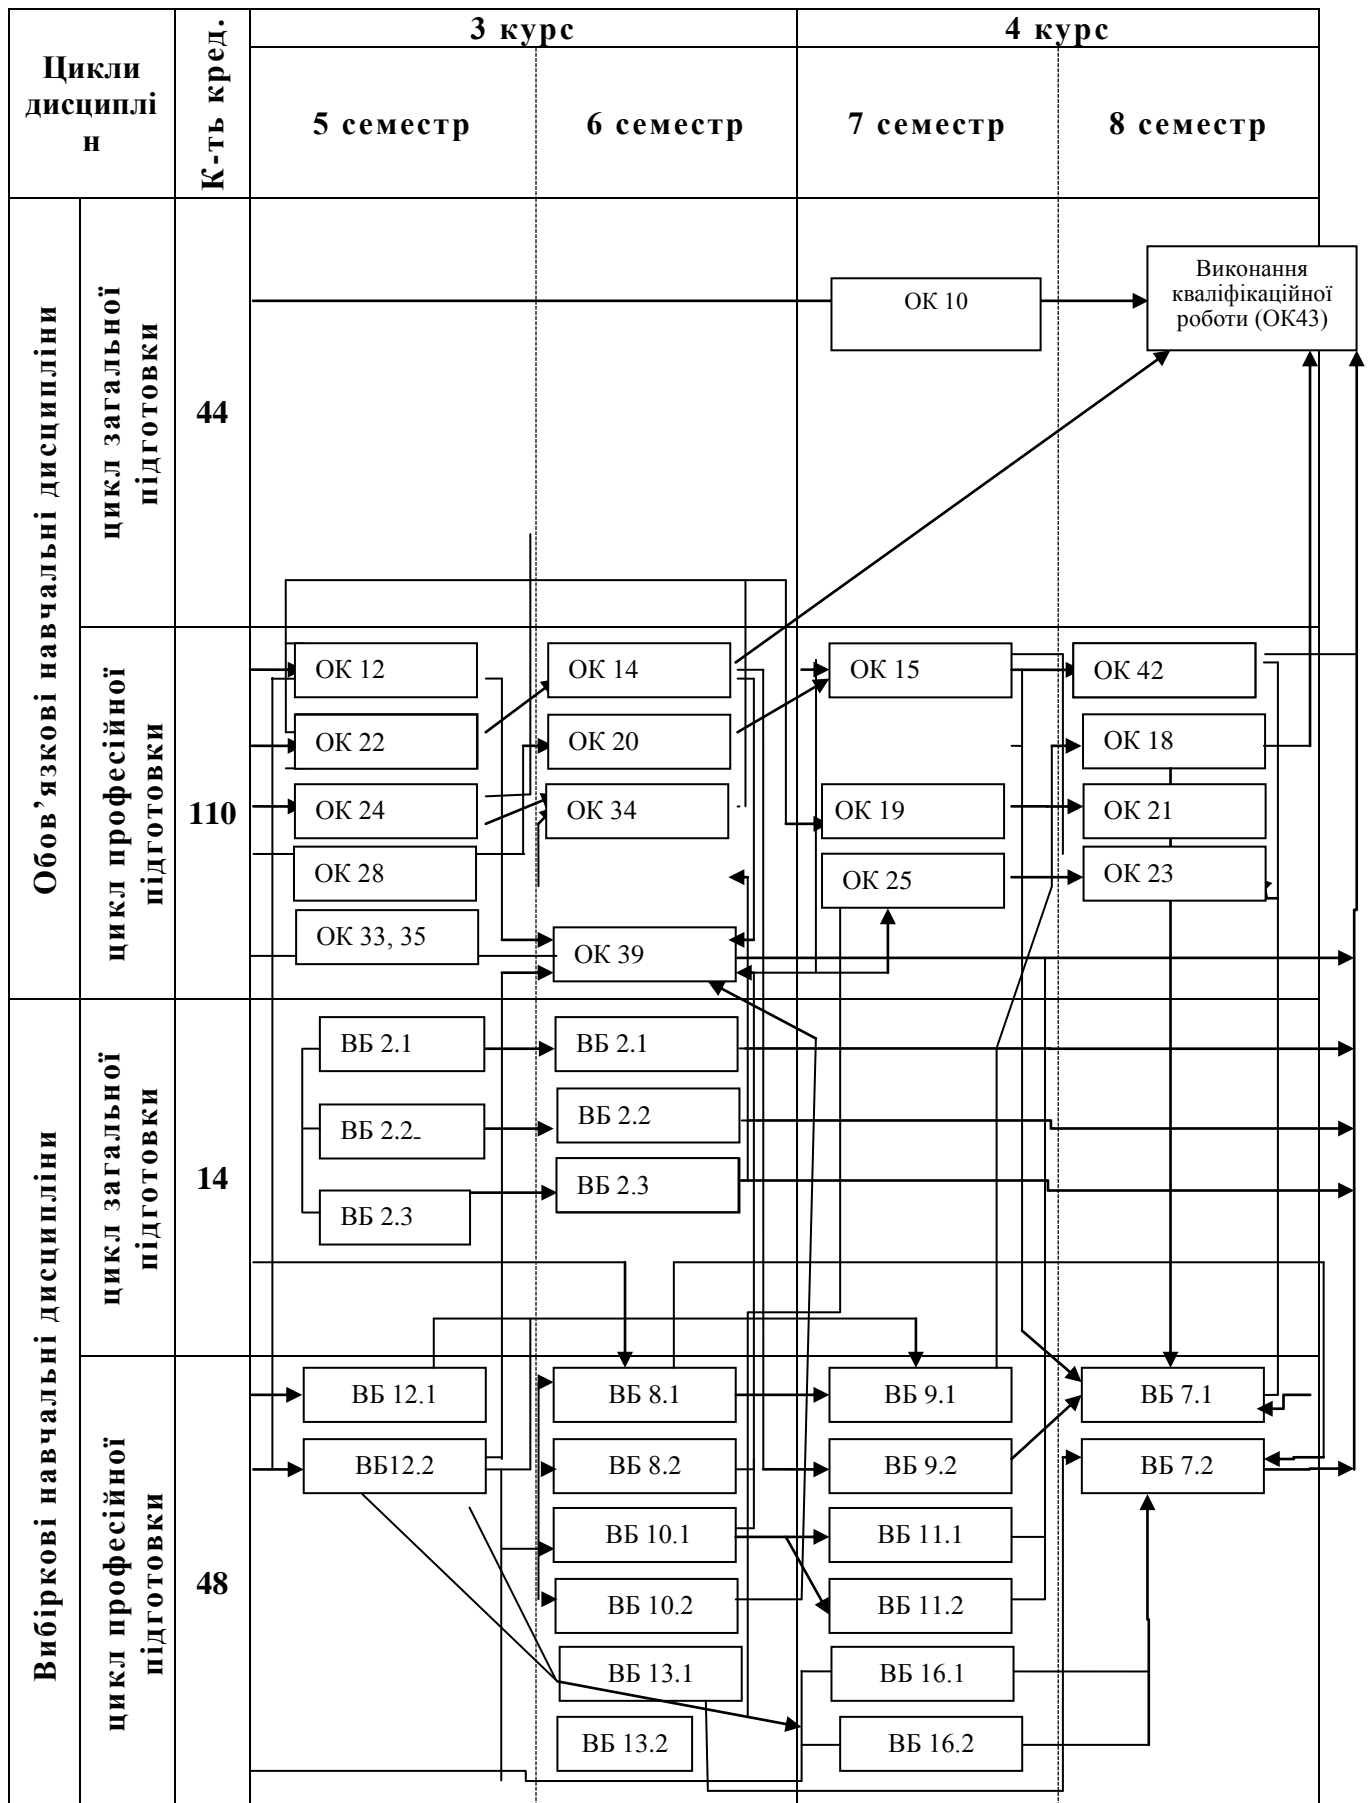 Цикли
дисциплі
н
К-ть кред.
3 курс
4 курс
5 семестр
6 семестр
7 семестр
8 семестр
Обов’язкові навчальні дисципліни
цикл загальної
підготовки
44
ОК 10
Виконання
кваліфікаційної
роботи (ОК43)
цикл професійної
підготовки
110
ОК 12
ОК 14
ОК 15
ОК 42
ОК 22
ОК 20
ОК 18
ОК 24
ОК 34
ОК 19
ОК 21
ОК 28
ОК 25
ОК 23
ОК 33, 35
ОК 39
Вибіркові навчальні дисципліни
цикл загальної
підготовки
14
ВБ 2.1
ВБ 2.1
ВБ 2.2
ВБ 2.2
ВБ 2.3
ВБ 2.3
цикл професійної
підготовки
48
ВБ 12.1
ВБ 8.1
ВБ 9.1
ВБ 7.1
ВБ12.2
ВБ 8.2
ВБ 9.2
ВБ 7.2
ВБ 10.1
ВБ 11.1
ВБ 10.2
ВБ 11.2
ВБ 13.1
ВБ 16.1
ВБ 13.2
ВБ 16.2